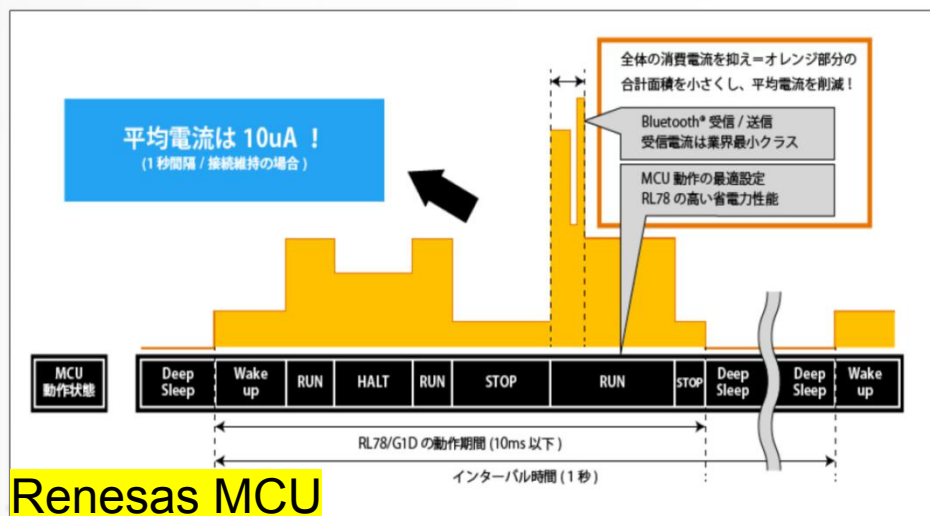 全体の消費電流を抑え=オレンジ部分の
合計面積を小さくし、平均電流を削減!
平均電流は 10uA !
(1秒間隔 / 接続維持の場合)
Bluetooth® 受信 / 送信
受信電流は業界最小クラス
MCU 動作の最適設定
RL78 の高い省電力性能
MCU
動作状態
Deep
Sleep
Wake
up
RUN
HALT
RUN
STOP
RUN
STOP
Deep
Sleep
Deep
Sleep
Wake
up
RL78/G1D の動作期間 (10ms 以下)
インターバル時間 (1 秒)
Renesas MCU